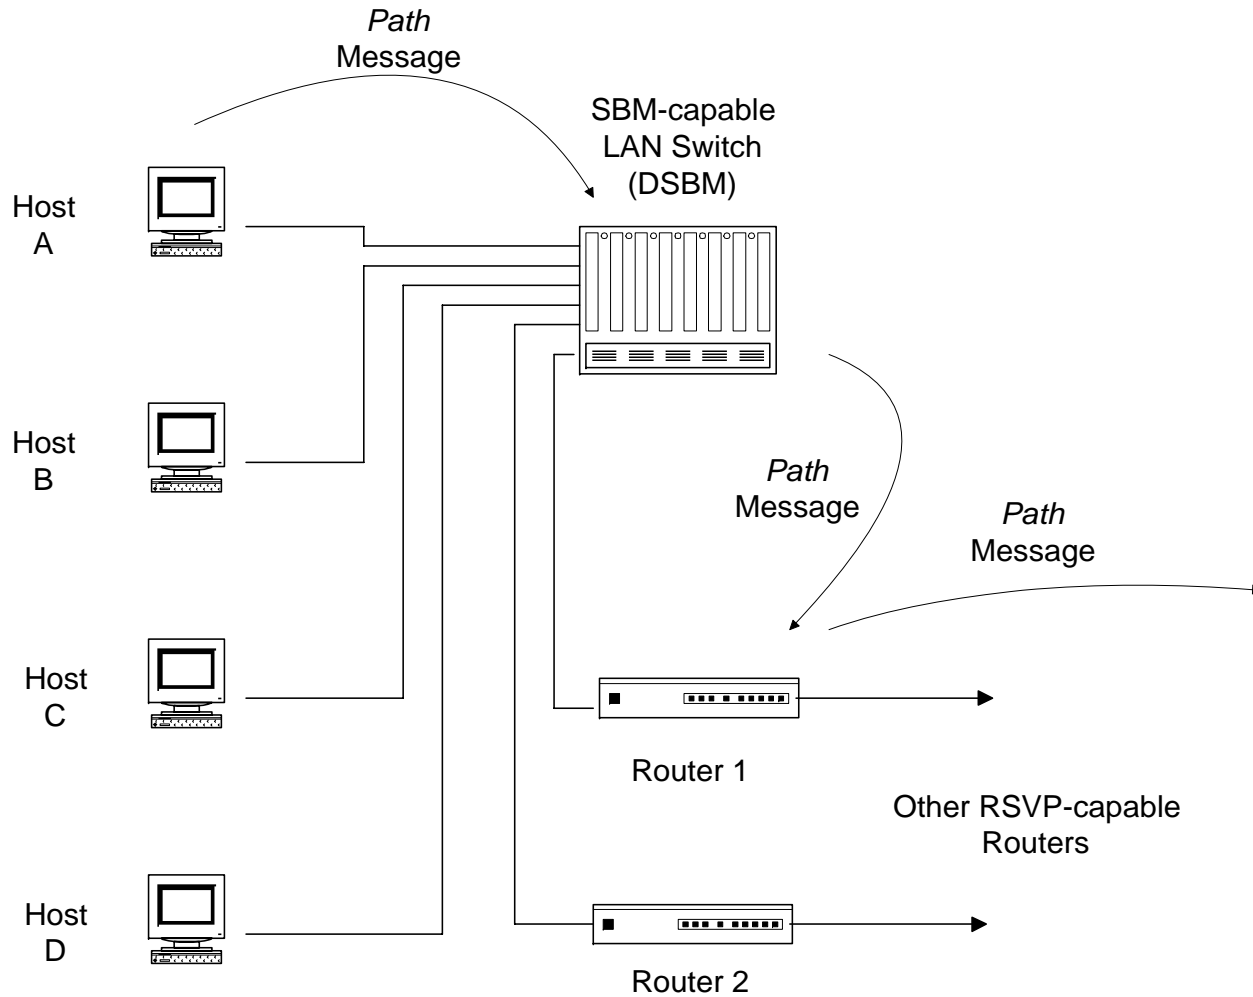 Path
Message
SBM-capable
LAN Switch
(DSBM)
Host
A
Host
B
Path
Message
Path
Message
Host
C
Router 1
Other RSVP-capable
Routers
Host
D
Router 2